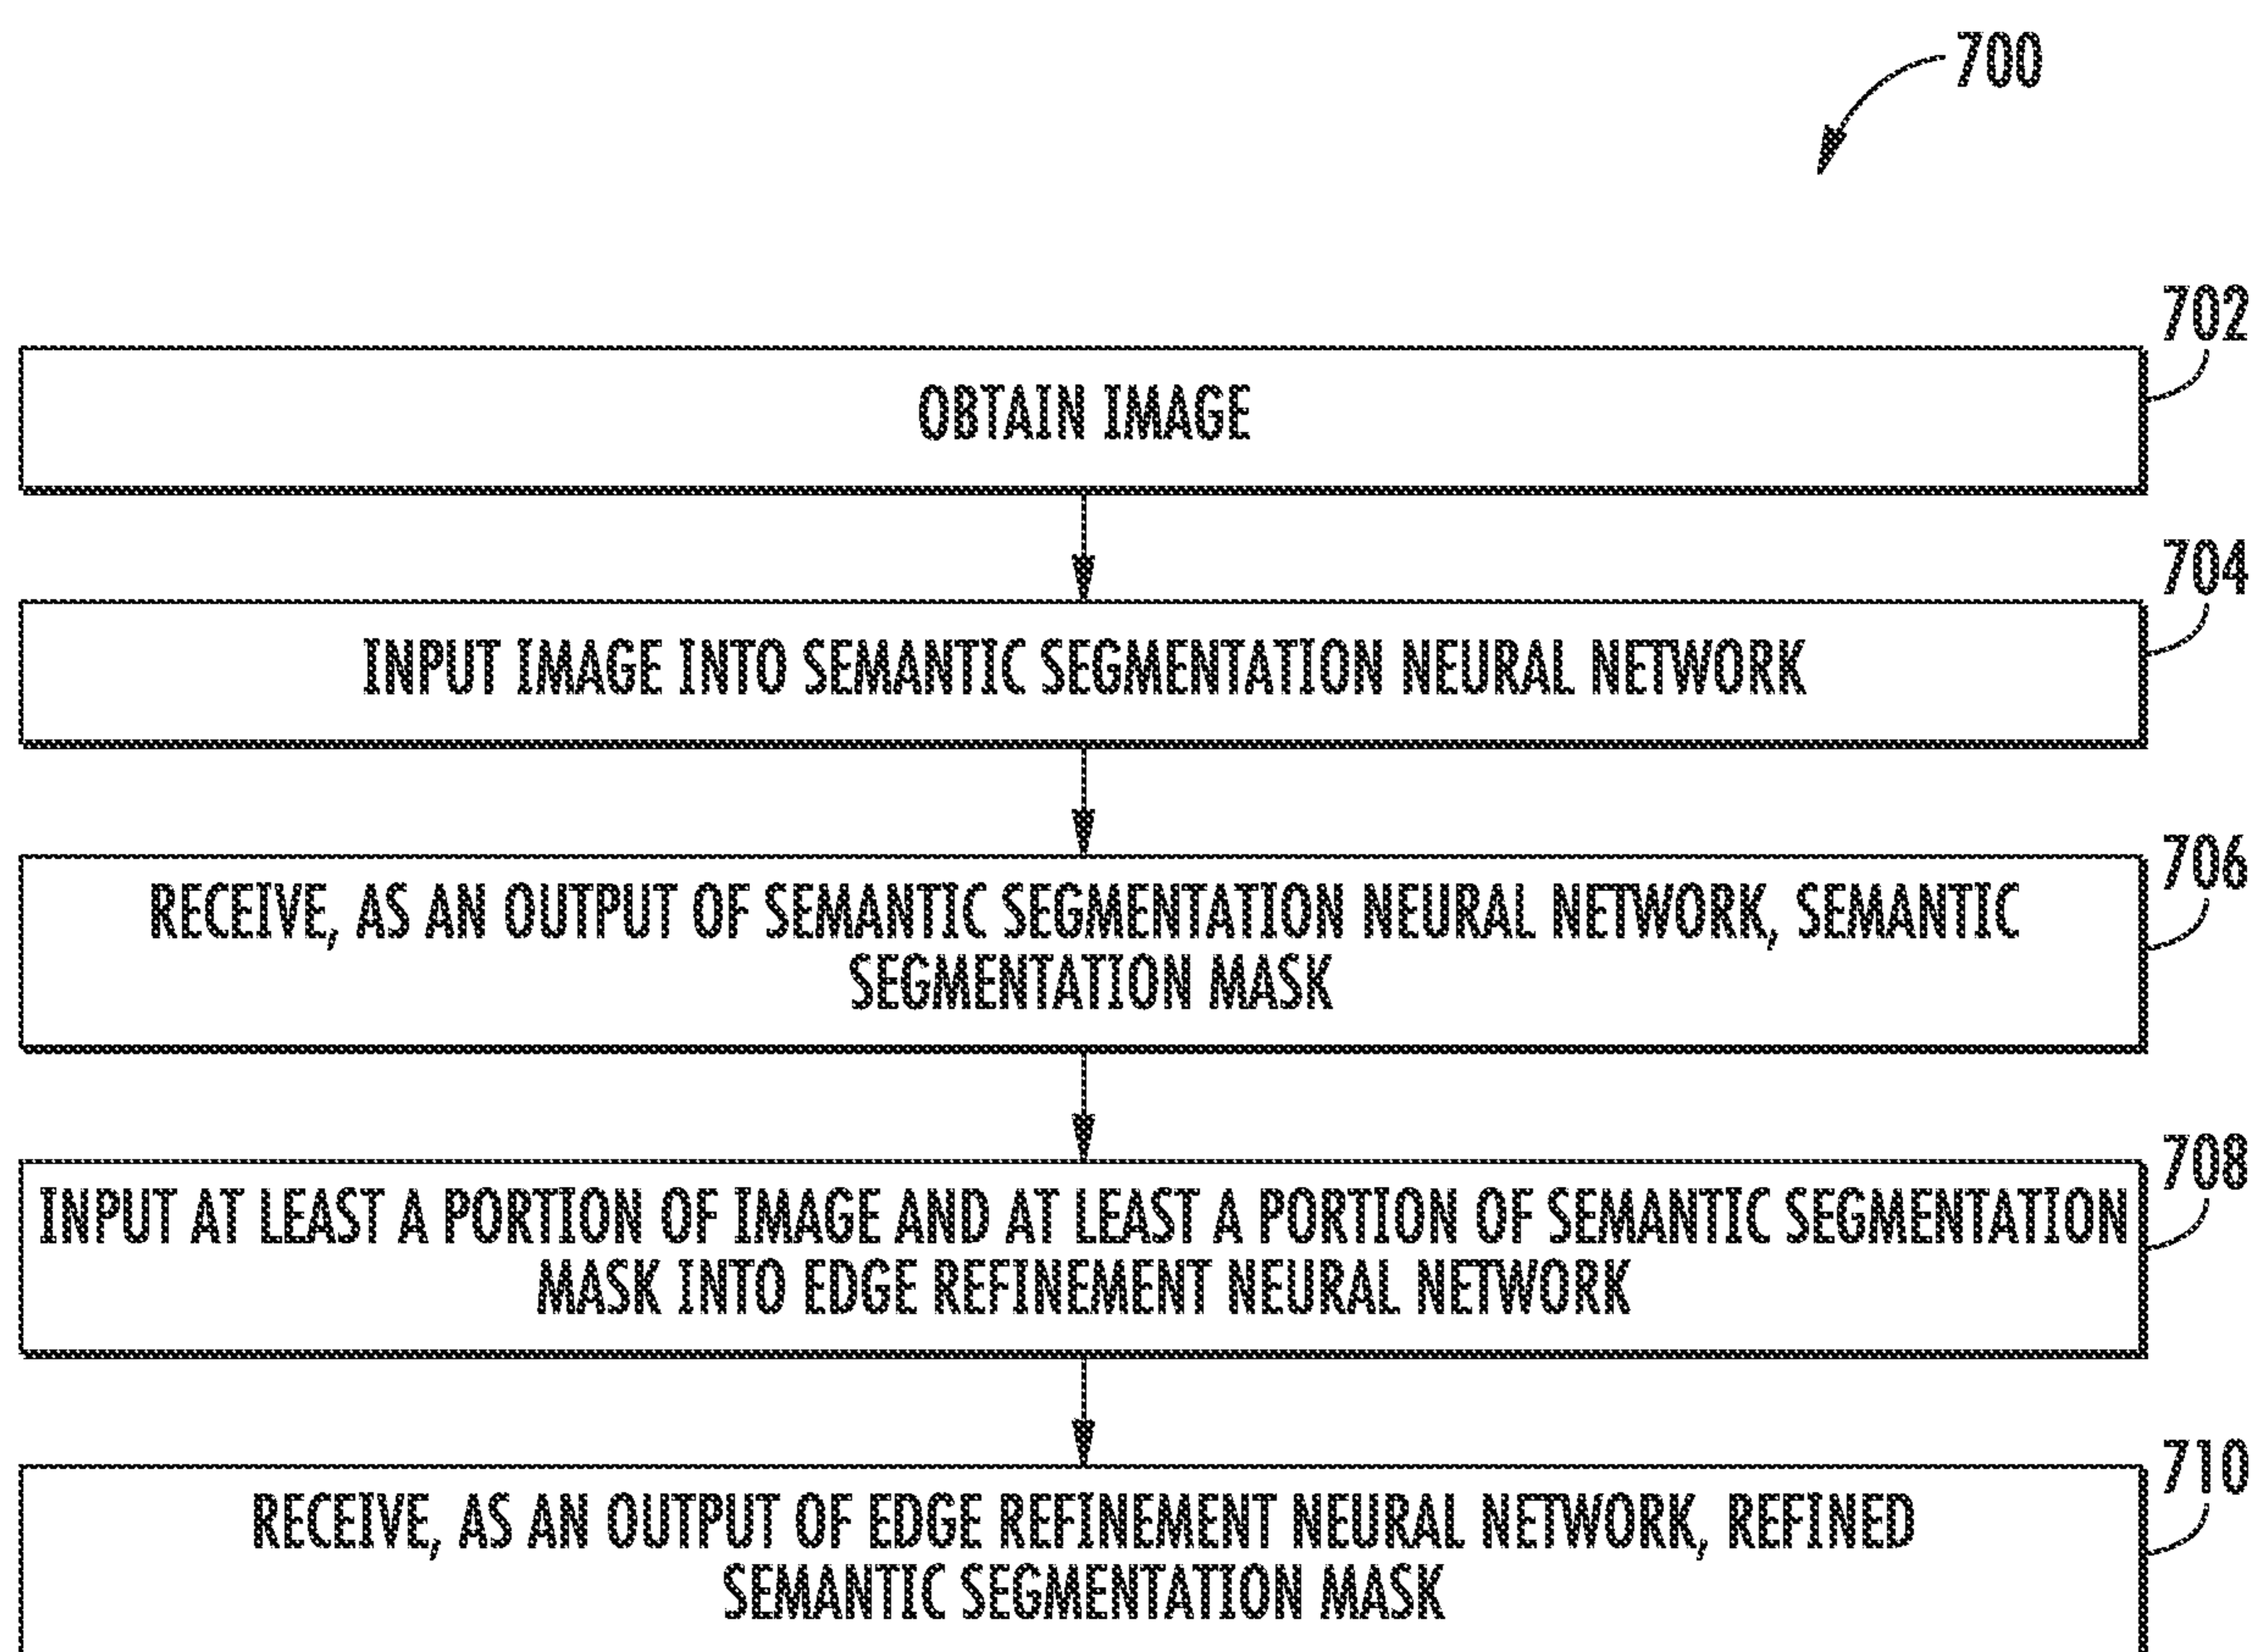 700
702
OBTAIN IMAGE
704
INPUT IMAGE INTO SEMANTIC SEGMENTATION NEURAL NETWORK
706
RECEIVE, AS AN OUTPUT OF SEMANTIC SEGMENTATION NEURAL NETWORK, SEMANTIC
SEGMENTATION MASK
708
INPUT AT LEAST A PORTION OF IMAGE AND AT LEAST A PORTION OF SEMANTIC SEGMENTATION
MASK INTO EDGE REFINEMENT NEURAL NETWORK
710
RECEIVE, AS AN OUTPUT OF EDGE REFINEMENT NEURAL NETWORK, REFINED
SEMANTIC SEGMENTATION MASK